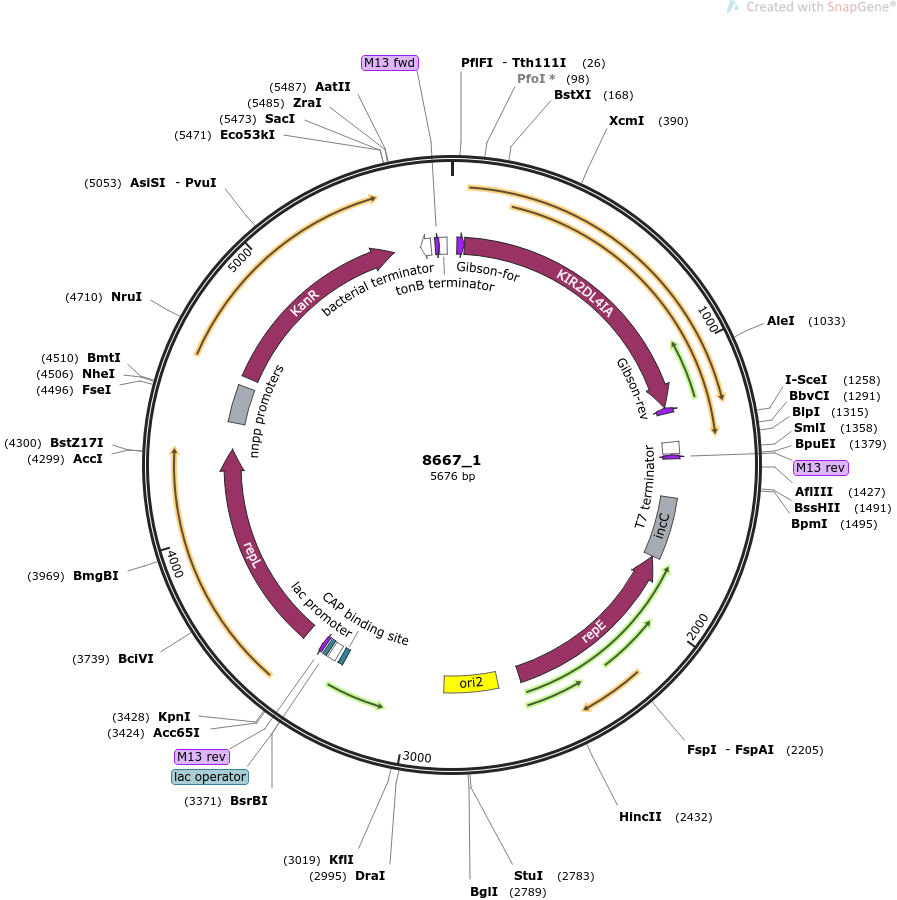 Created with SnapGene®
M13 fwd
PflFI - Tth111I (26)
PfoI * (98)
BstXI (168)
XcmI (390)
(5487) AatII
(5485) ZraI
(5473) SacI
(5471) Eco53kI
(5053) AsiSI - PvuI
(4710) NruI
(4510) BmtI
(4506) NheI
(4496) FseI
(4300) BstZ17I
(4299) AccI
(3969) BmgBI
(3739) BciVI
(3428) KpnI
(3424) Acc65I
M13 rev
lac operator
(3371) BsrBI
(3019) KflI
(2995) DraI
AleI (1033)
I-SceI (1258)
BbvCI (1291)
BlpI (1315)
SmlI (1358)
BpuEI (1379)
M13 rev
AflIII (1427)
BssHII (1491)
BpmI (1495)
FspI - FspAI (2205)
HincII (2432)
StuI (2783)
BglI (2789)
1000
2000
3000
4000
5000
KanR
bacterial terminator
tonB terminator
Gibson-for
KIR2DL4IA
Gibson-rev
T7 terminator
incC
repE
ori2
CAP binding site
lac promoter
repL
nnpp promoters
8667_1
5676 bp